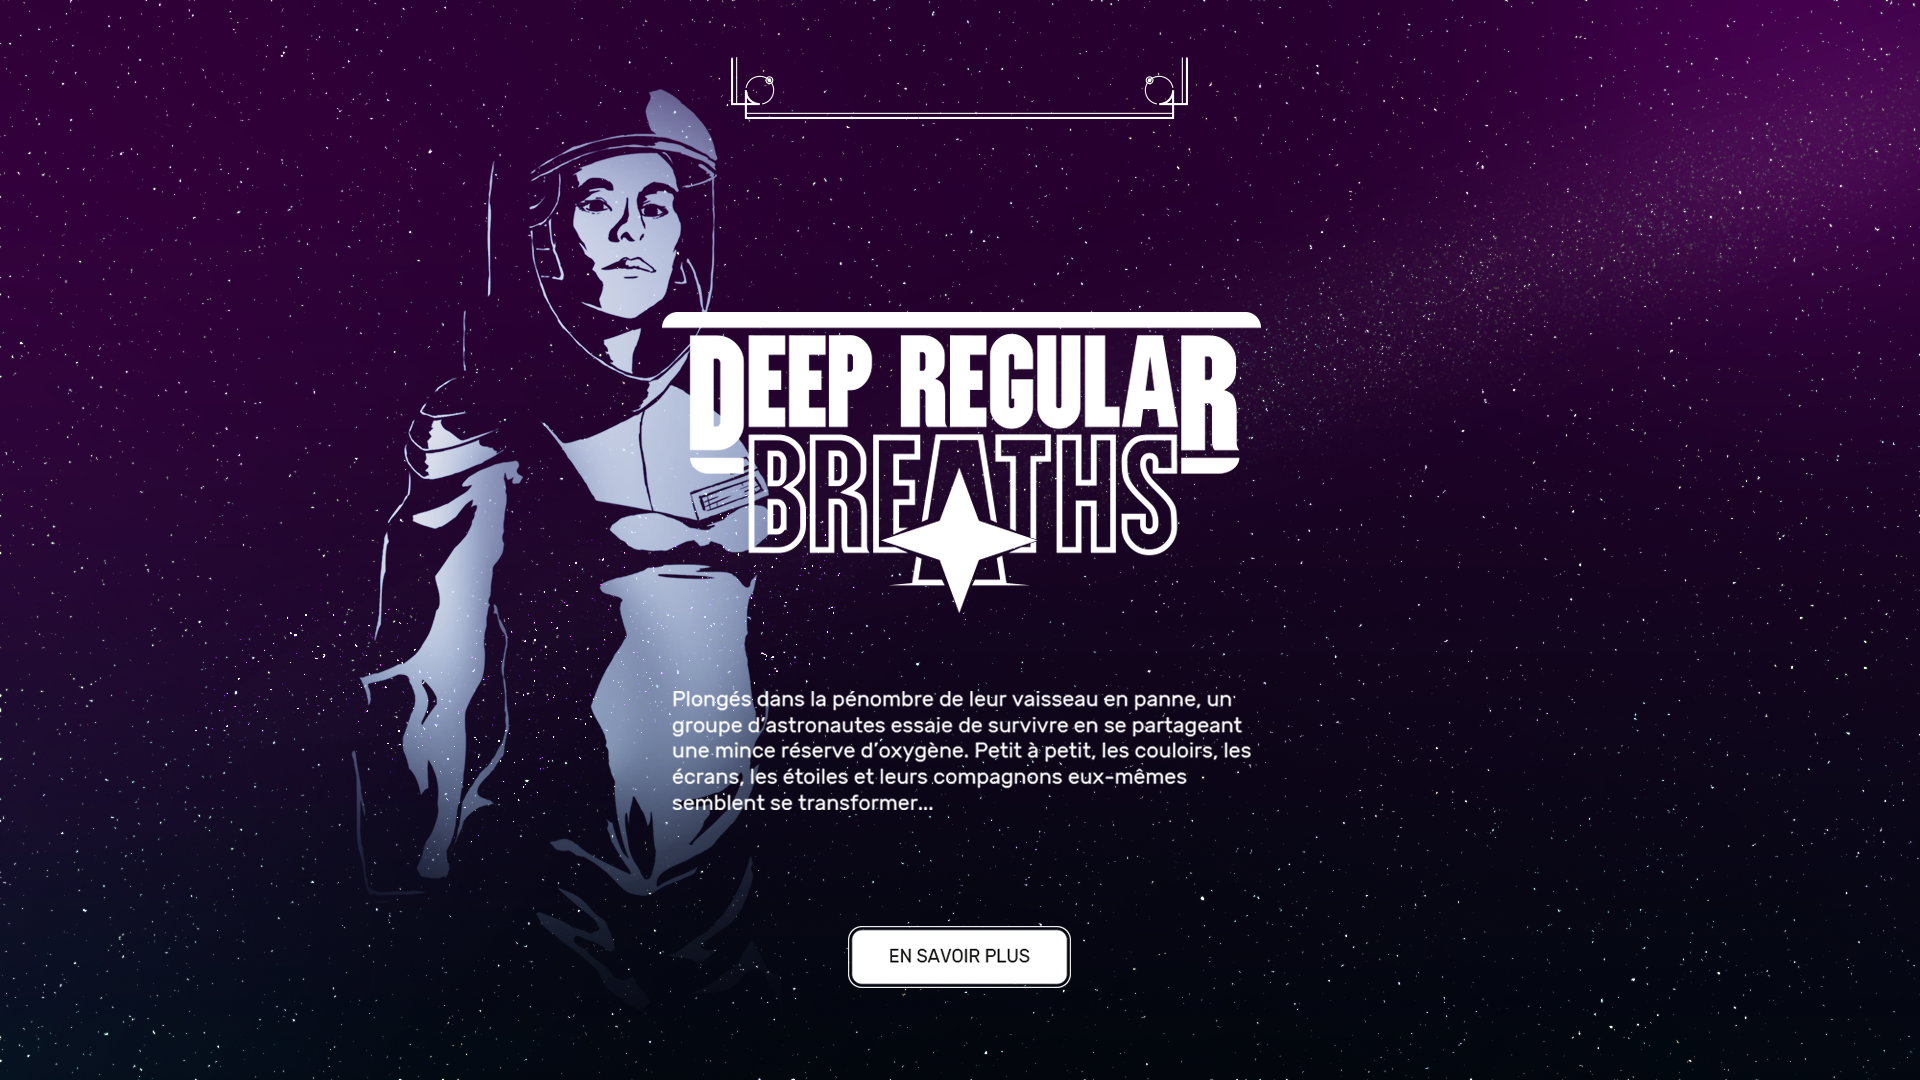 DEEP REGULAR
BREATHS
Plongés dans la pénombre de leur vaisseau en panne, un
groupe d’astronautes essaie de survivre en se partageant
une mince réserve d’oxygène. Petit à petit, les couloirs, les
écrans, les étoiles et leurs compagnons eux-mêmes
semblent se transformer...
EN SAVOIR PLUS